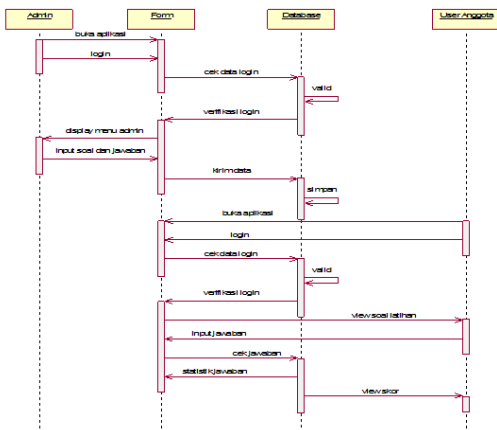 Admin
Form
Database
User Anggota
buka aplikasi
login
cek data login
valid
verifikasi login
display menu admin
input soal dan jawaban
kirim data
simpan
buka aplikasi
login
cek data login
valid
verifikasi login
view soal latihan
input jawaban
cek jawaban
statistik jawaban
view skor